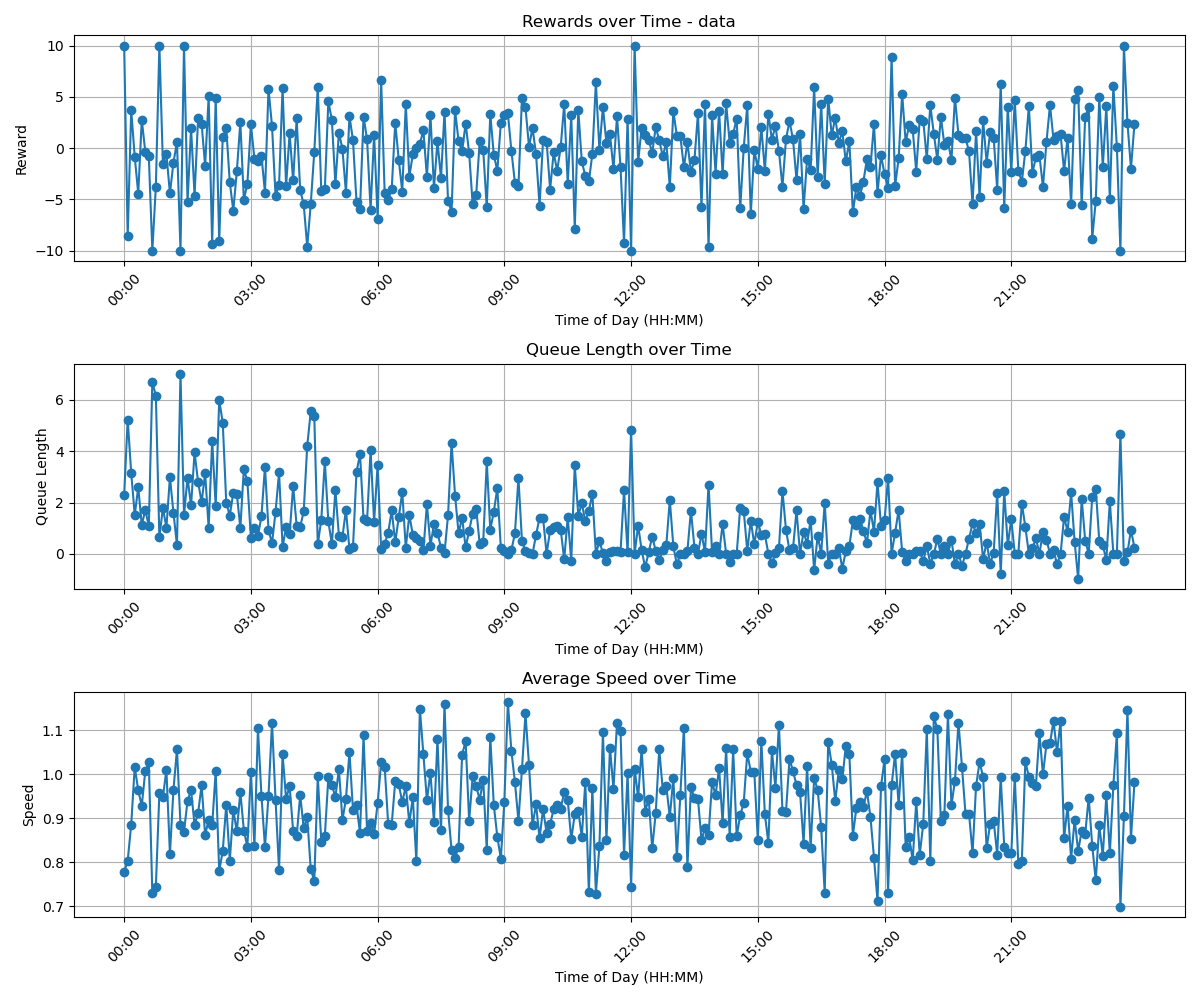 Rewards over Time - data
Reward
10
5
0
−5
−10
00:00 03:00 06:00 09:00 12:00 15:00 18:00 21:00
Time of Day (HH:MM)
Queue Length over Time
Queue Length
6
4
2
0
00:00 03:00 06:00 09:00 12:00 15:00 18:00 21:00
Time of Day (HH:MM)
Average Speed over Time
Speed
1.1
1.0
0.9
0.8
0.7
00:00 03:00 06:00 09:00 12:00 15:00 18:00 21:00
Time of Day (HH:MM)